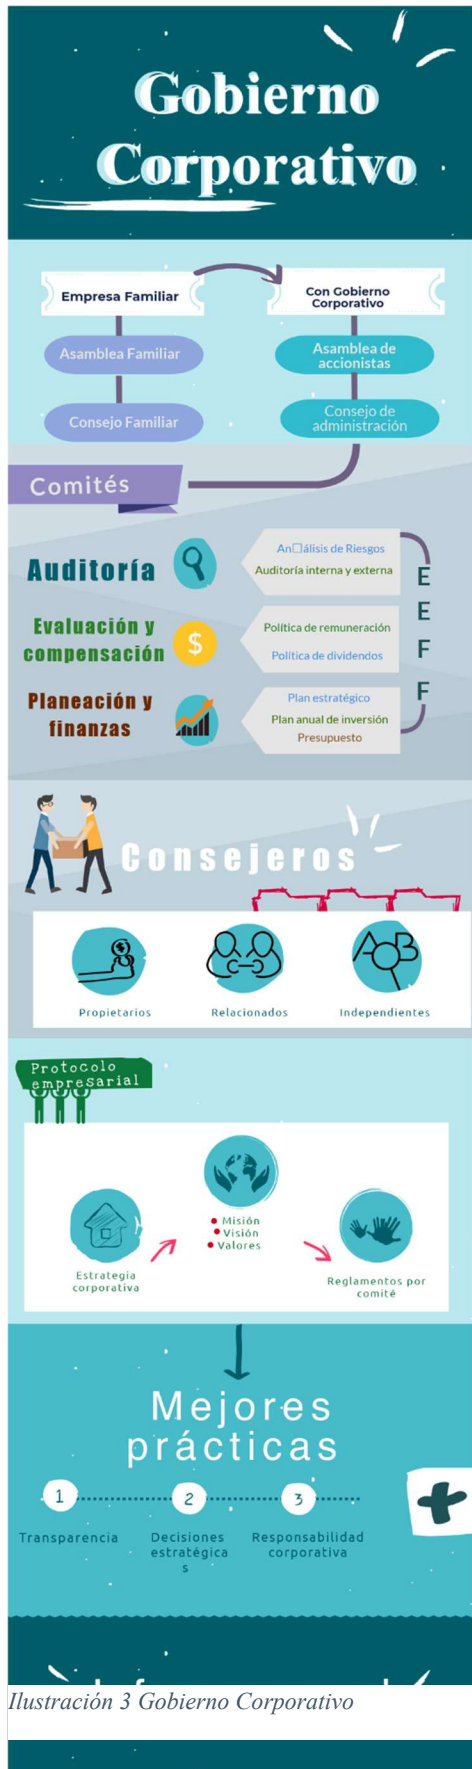 Gobierno
Corporativo
Empresa Familiar
Con Gobierno
Corporativo
Asamblea Familiar
Asamblea de
accionistas
Consejo Familiar
Consejo de
administración
Comités
Auditoría
An□álisis de Riesgos
Auditoría interna y externa
E
E
F
F
Evaluación y
compensación
$
Política de remuneración
Política de dividendos
Planeación y
finanzas
Plan estratégico
Plan anual de inversión
Presupuesto
Consejeros
$
A B
Propietarios
Relacionados
Independientes
Protocolo
empresarial
• Misión
• Visión
• Valores
Estrategia
corporativa
Reglamentos por
comité
Mejores
prácticas
1
2
3
Transparencia
Decisiones
estratégica
s
Responsabilidad
corporativa
Ilustración 3 Gobierno Corporativo